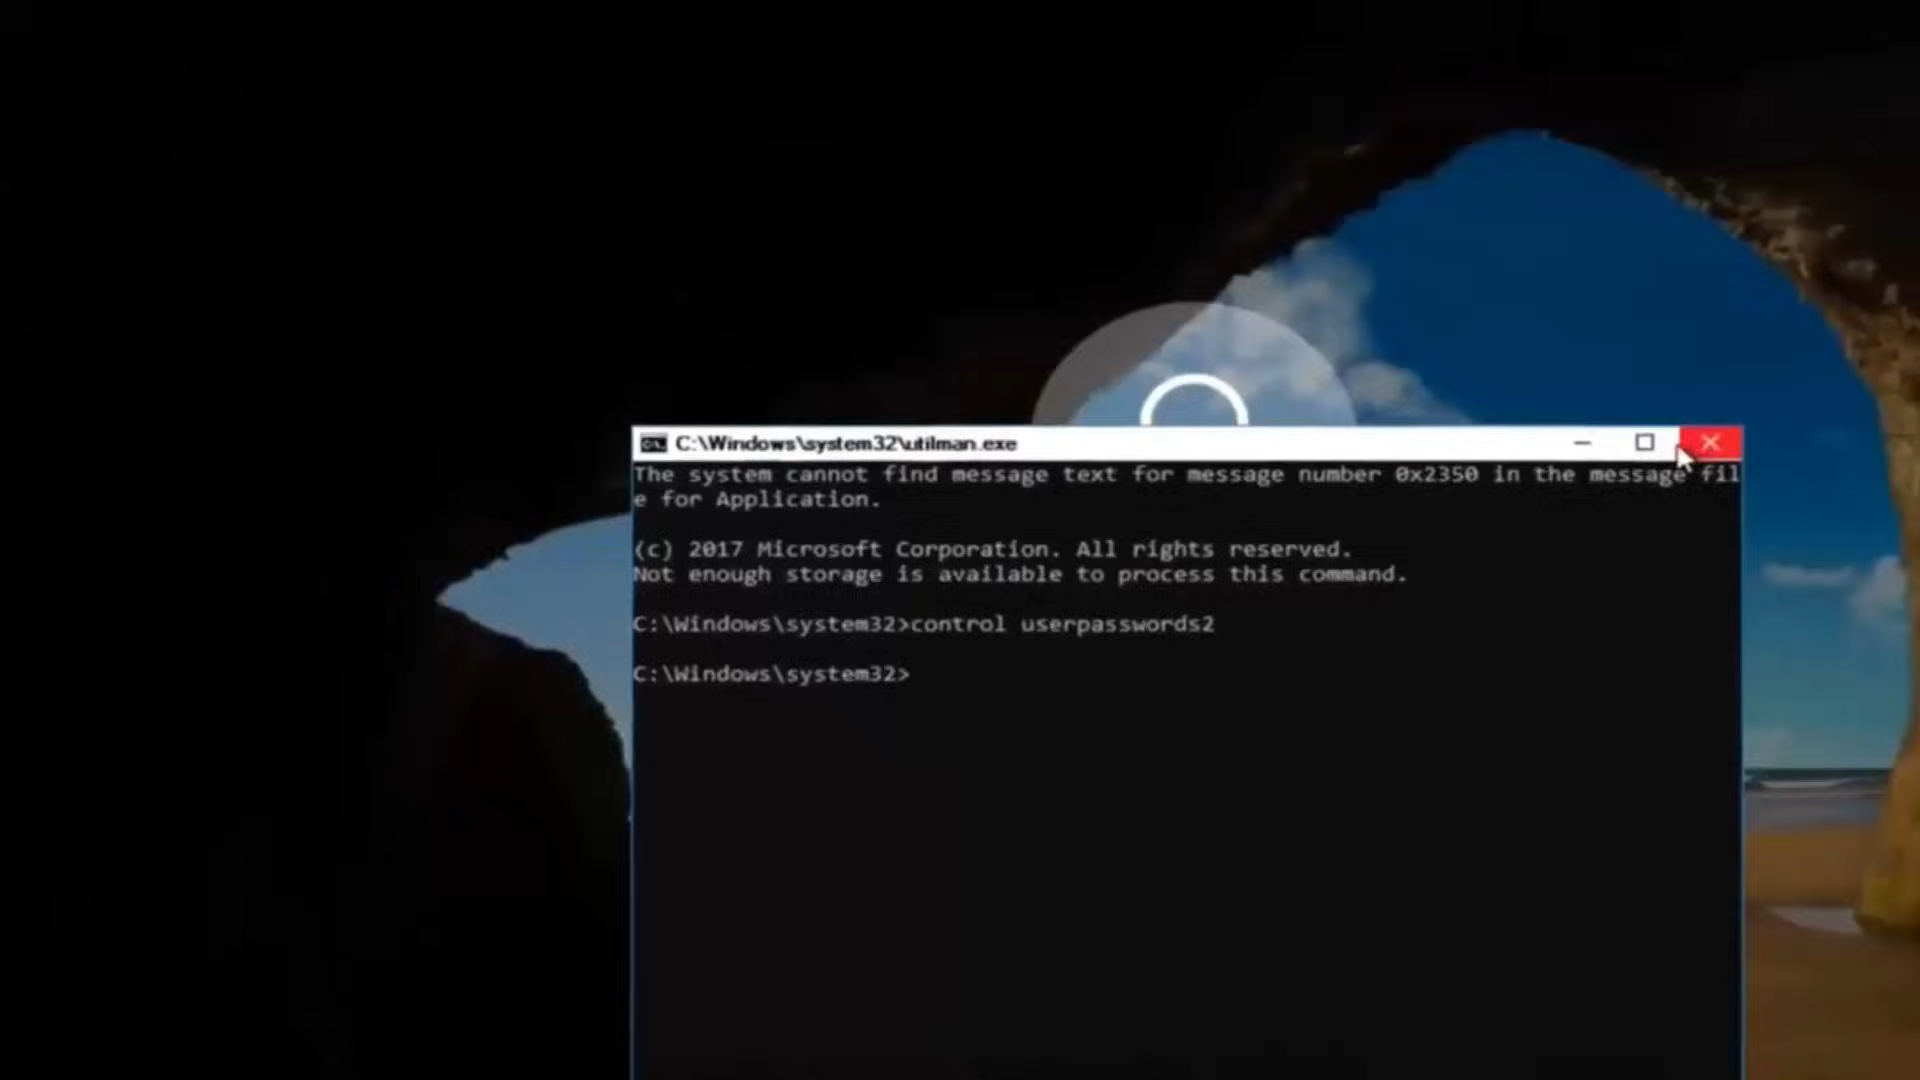 C:\Windows\system32\utilman.exe
The system cannot find message text for message number 0x2350 in the message fil
e for Application.
(c) 2017 Microsoft Corporation. All rights reserved.
Not enough storage is available to process this command.
C:\Windows\system32>control userpasswords2
C:\Windows\system32>